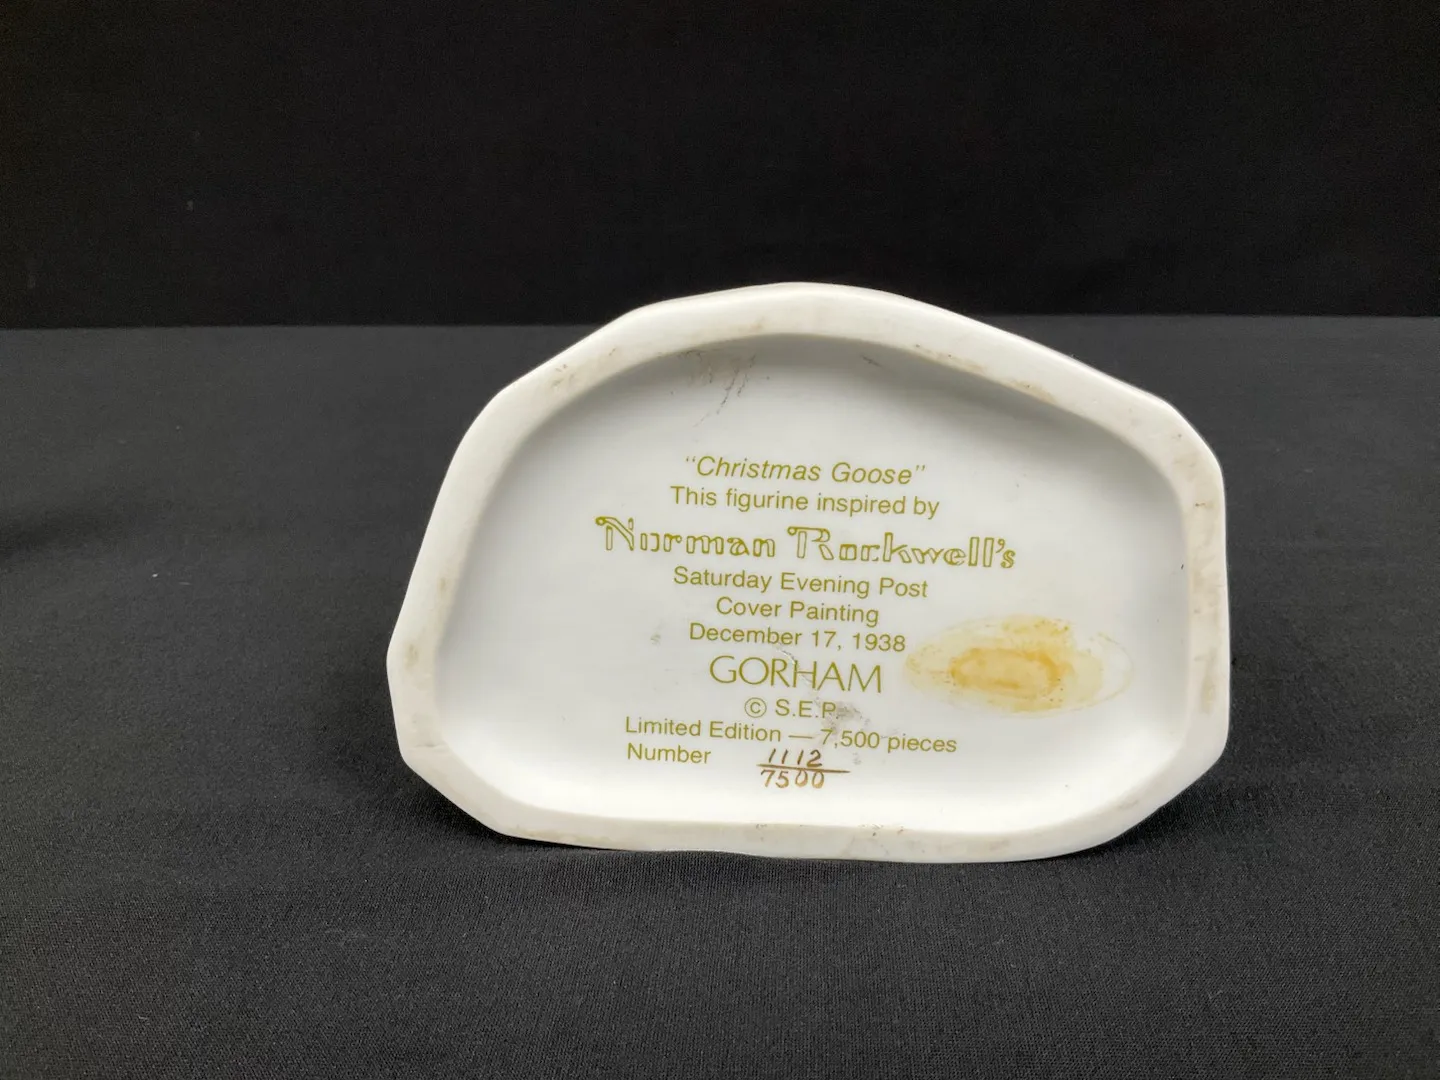 "Christmas Goose"
This figurine inspired by
Norman Rockwell's
Saturday Evening Post
Cover Painting
December 17, 1938
GORHAM
© S.E.P.
Limited Edition — 7,500 pieces
Number 1112
7500